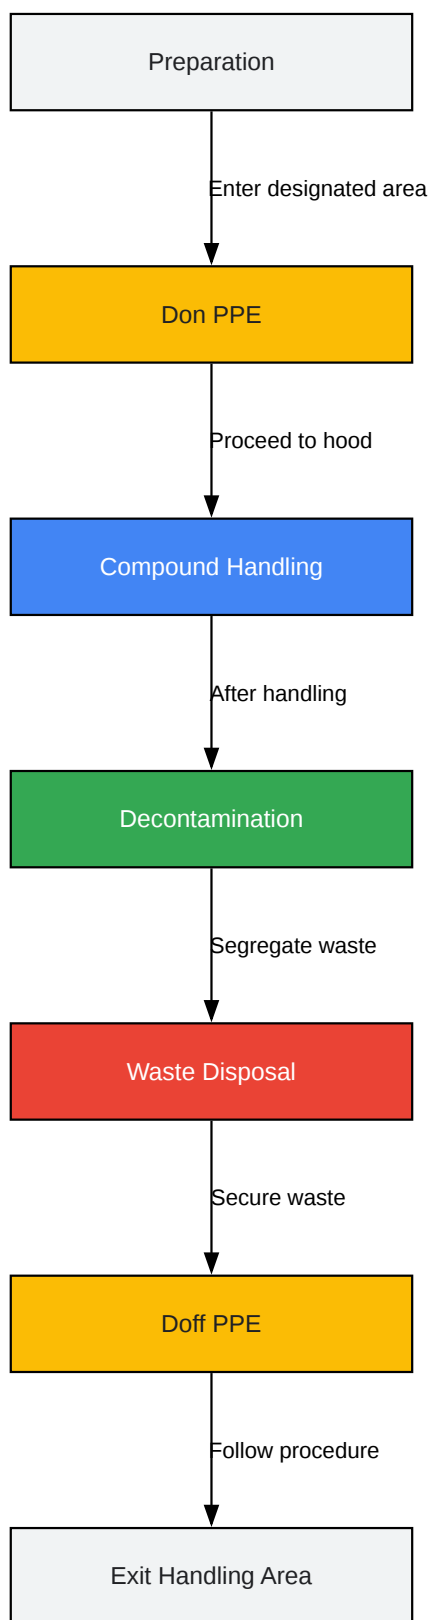 Preparation
Enter designated area
Don PPE
Proceed to hood
Compound Handling
After handling
Decontamination
Segregate waste
Waste Disposal
Secure waste
Doff PPE
Follow procedure
Exit Handling Area